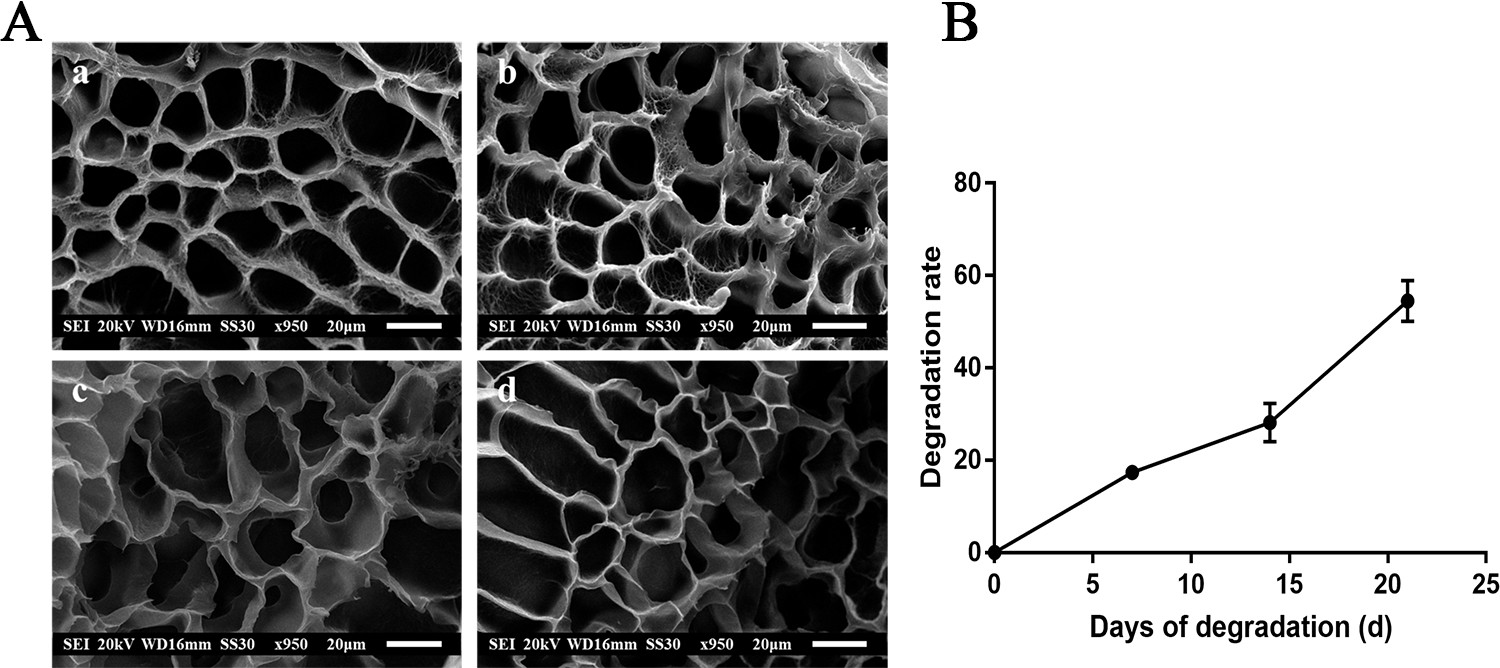 A
B
a
b
SEI 20kV WD16mm SS30 x950 20μm
SEI 20kV WD16mm SS30 x950 20μm
c
d
SEI 20kV WD16mm SS30 x950 20μm
SEI 20kV WD16mm SS30 x950 20μm
Degradation rate
80
60
40
20
0
0 5 10 15 20 25
Days of degradation (d)